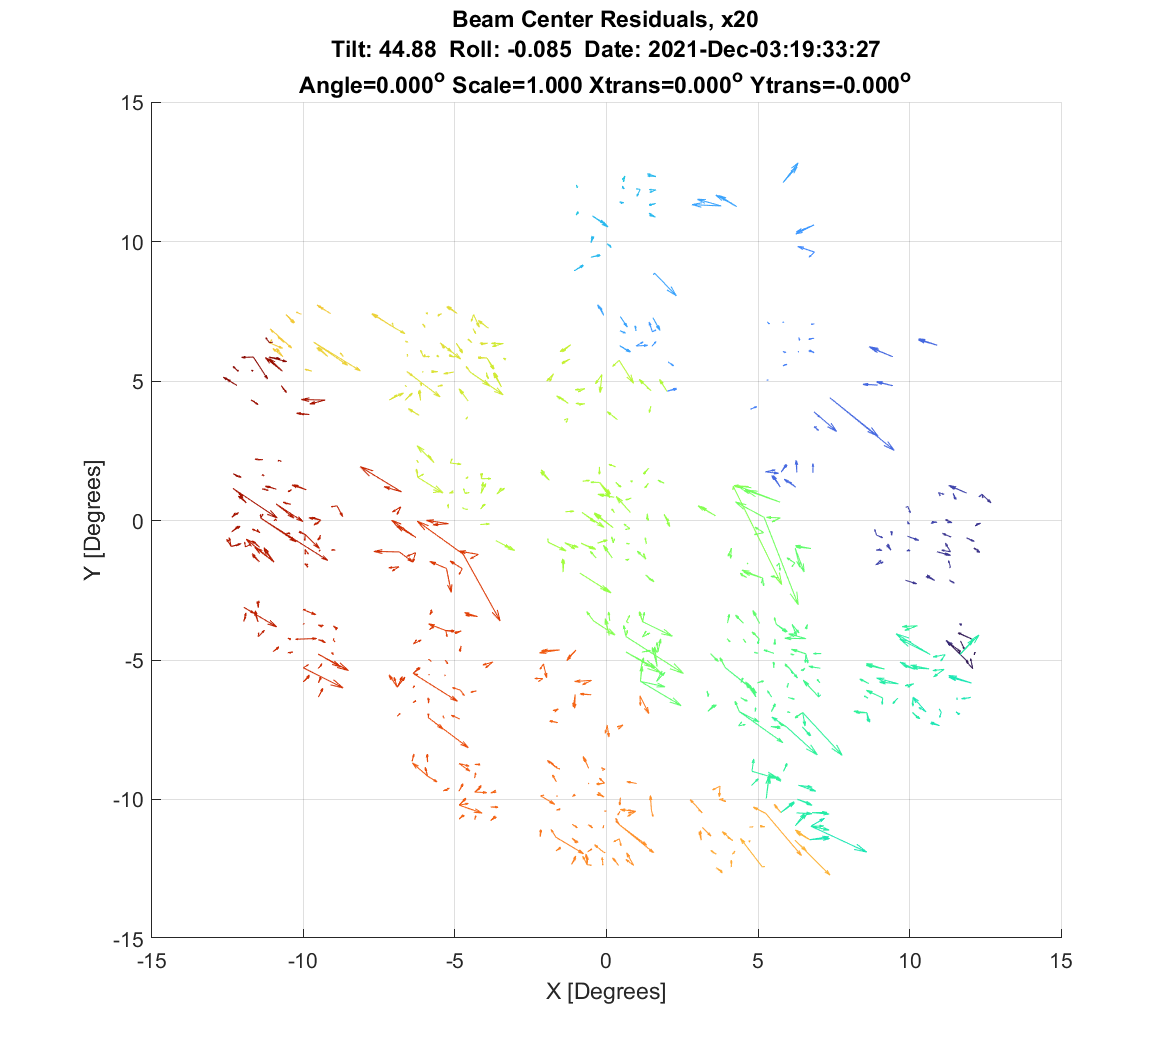 Beam Center Residuals, x20
Tilt: 44.88 Roll: -0.085 Date: 2021-Dec-03:19:33:27
Angle=0.000° Scale=1.000 Xtrans=0.000° Ytrans=-0.000°
15
10
5
0
-5
-10
-15
Y [Degrees]
-15 -10 -5 0 5 10 15
X [Degrees]